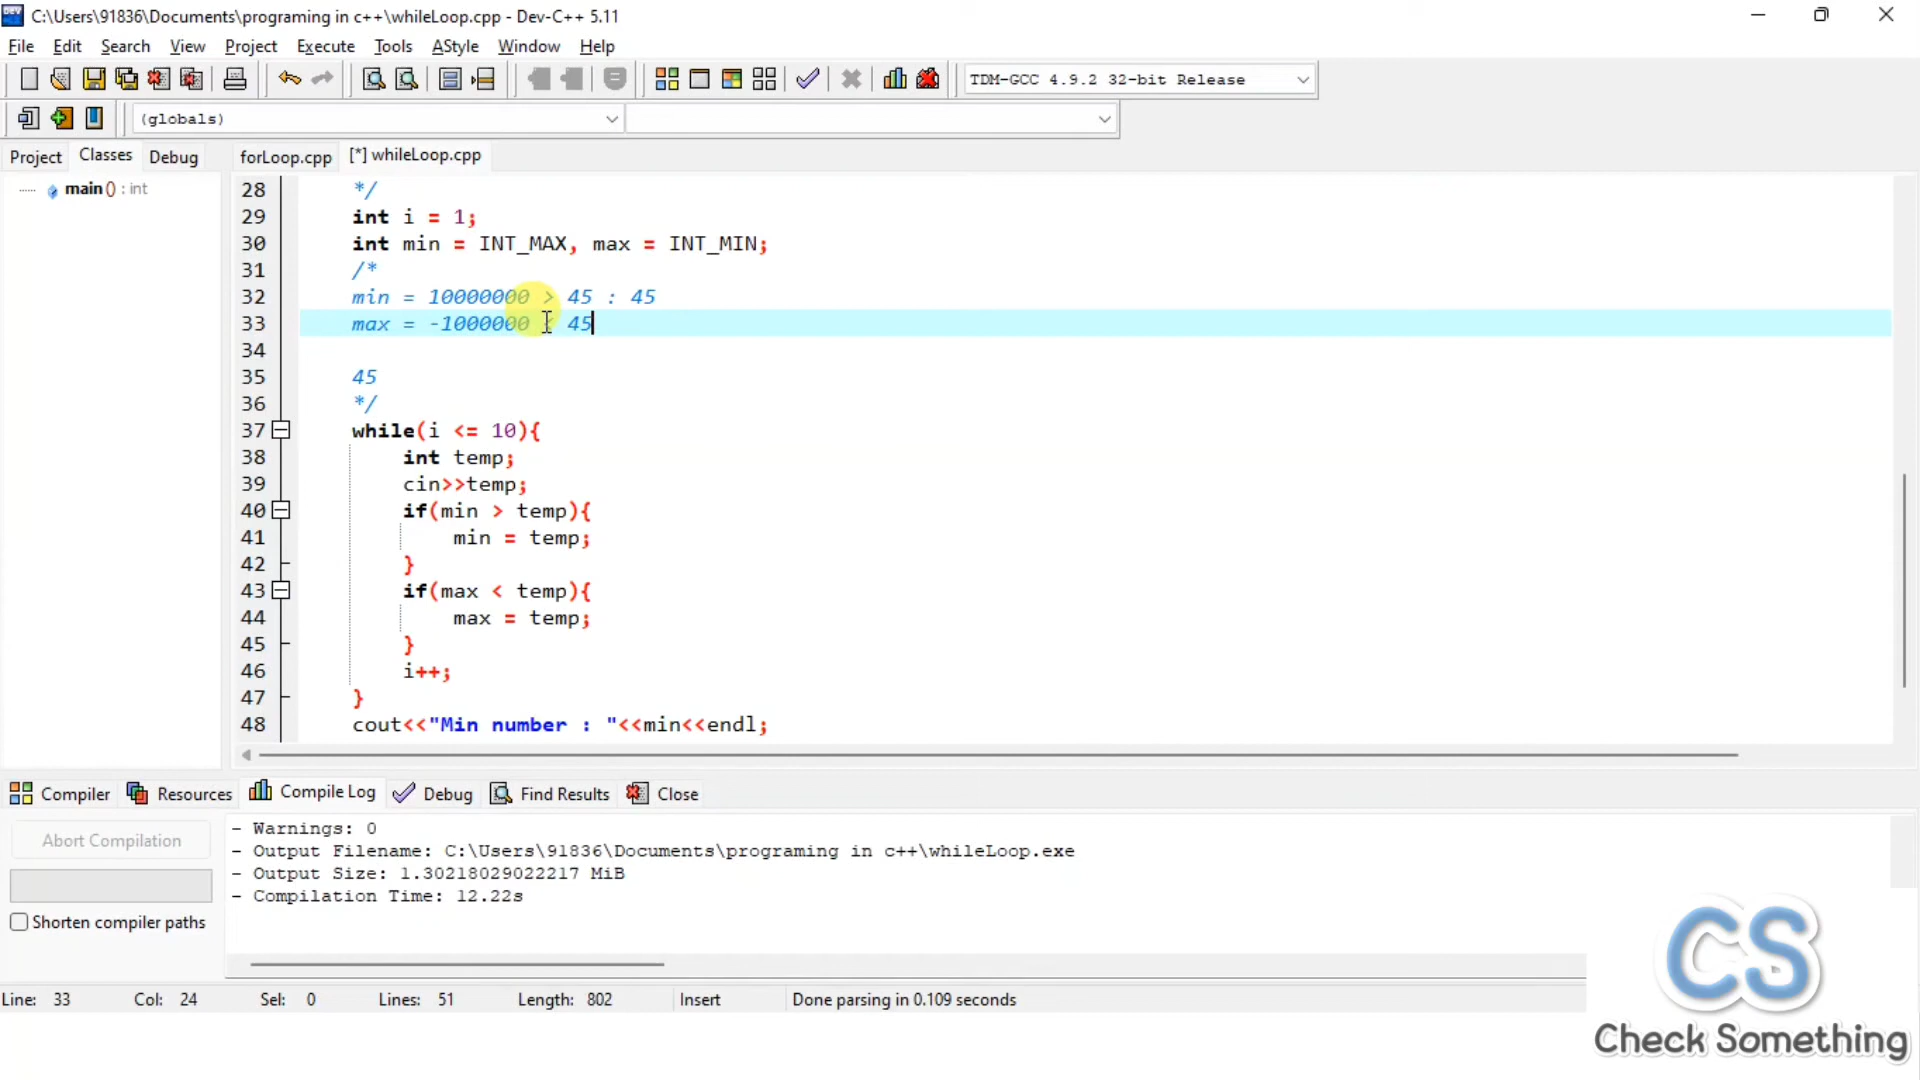 C:\Users\91836\Documents\programing in c++\whileLoop.cpp - Dev-C++ 5.11
File Edit Search View Project Execute Tools AStyle Window Help
TDM-GCC 4.9.2 32-bit Release
(globals)
Project Classes Debug forLoop.cpp [*] whileLoop.cpp
main () : int
28 */
29 int i = 1;
30 int min = INT_MAX, max = INT_MIN;
31 /*
32 min = 10000000 > 45 : 45
33 max = -1000000 < 45
34
35 45
36 */
37 while(i <= 10){
38 int temp;
39 cin>>temp;
40 if(min > temp){
41 min = temp;
42 }
43 if(max < temp){
44 max = temp;
45 }
46 i++;
47 }
48 cout<<"Min number : "<<min<<endl;
Compiler Resources Compile Log Debug Find Results Close
Abort Compilation
Shorten compiler paths
- Warnings: 0
- Output Filename: C:\Users\91836\Documents\programing in c++\whileLoop.exe
- Output Size: 1.30218029022217 MiB
- Compilation Time: 12.22s
Line: 33 Col: 24 Sel: 0 Lines: 51 Length: 802 Insert Done parsing in 0.109 seconds
CS
Check Something